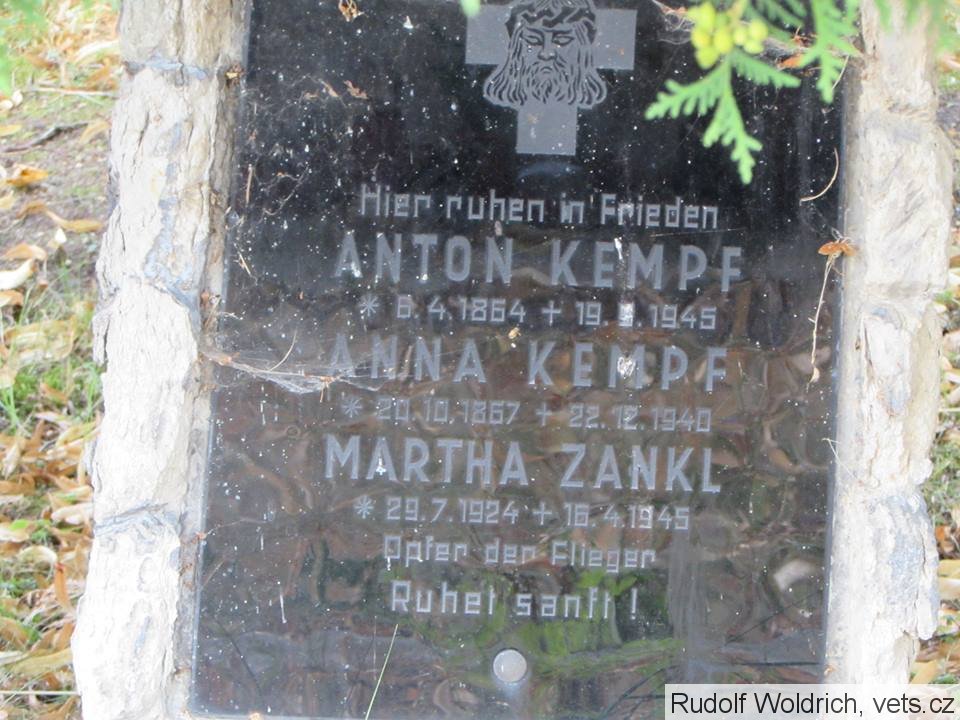 Hier ruhen in Frieden
ANTON KEMPF
* 6.4.1864 + 19. .1945
ANNA KEMPF
* 20.10.1867 + 22.12.1940
MARTHA ZANKL
* 29.7.1924 + 16.4.1945
Opfer der Flieger
Ruhet sanft!
Rudolf Woldrich, vets.cz